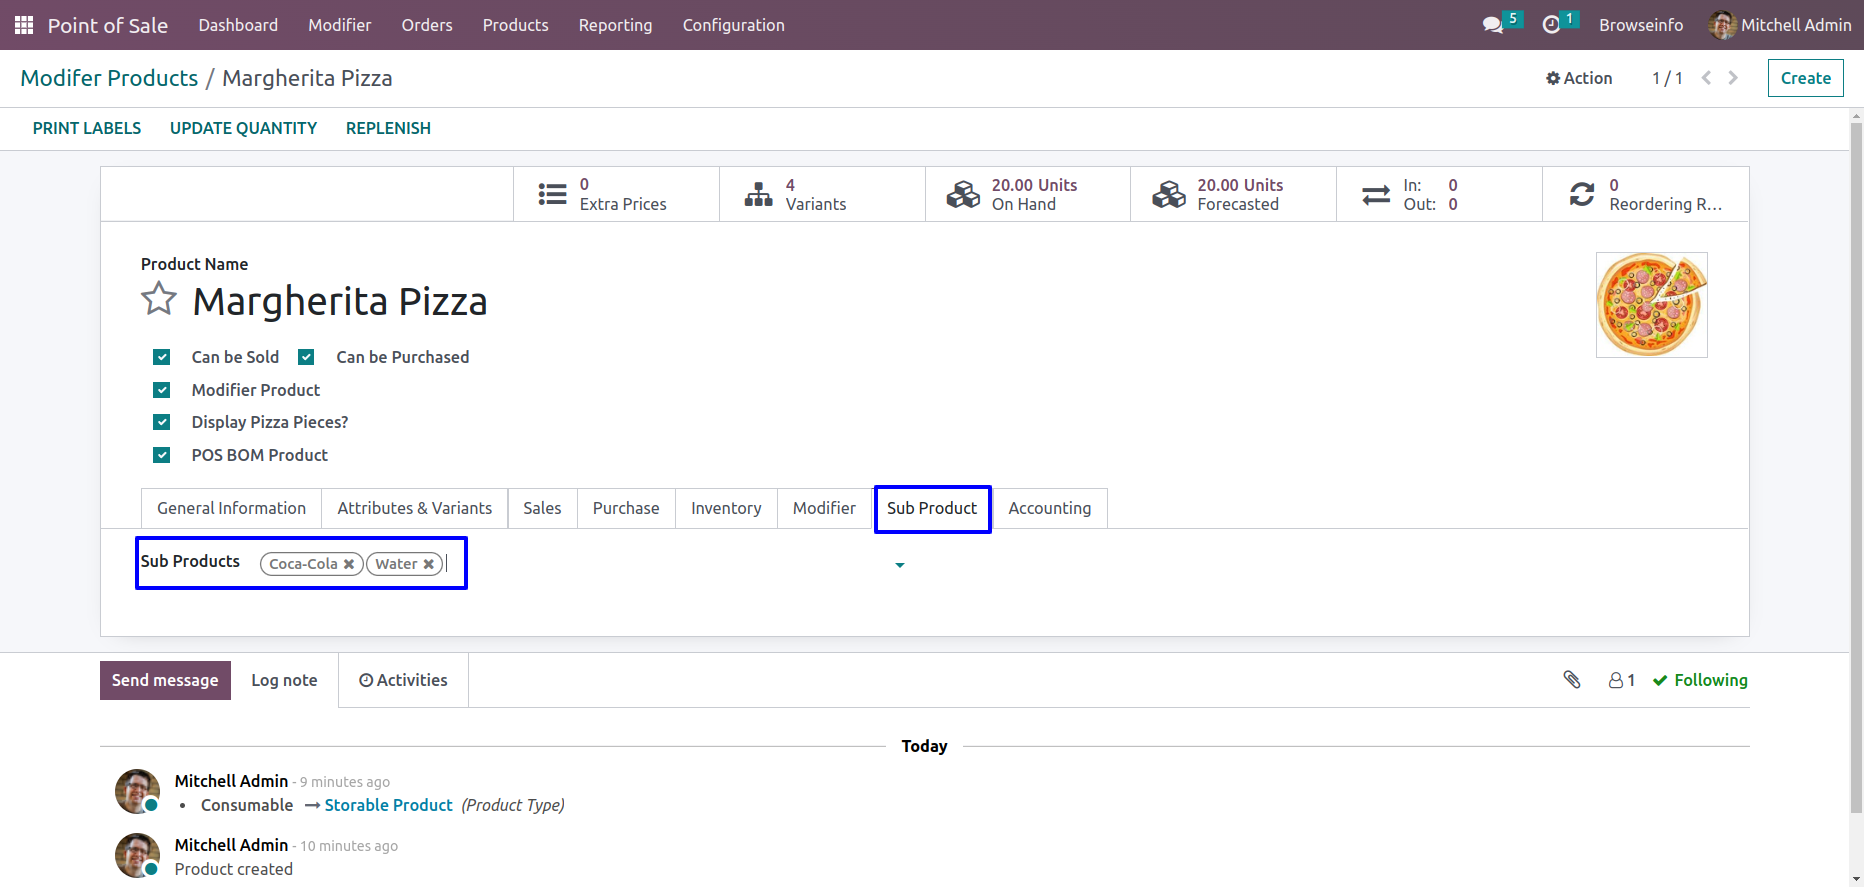 Point of Sale Dashboard Modifier Orders Products Reporting Configuration 5 1 Browseinfo Mitchell Admin
Modifer Products / Margherita Pizza Action 1 / 1 Create
PRINT LABELS UPDATE QUANTITY REPLENISH
0 4 20.00 Units 20.00 Units In: 0 0
Extra Prices Variants On Hand Forecasted Out: 0 Reordering R...
Product Name
Margherita Pizza
Can be Sold Can be Purchased
Modifier Product
Display Pizza Pieces?
POS BOM Product
General Information Attributes & Variants Sales Purchase Inventory Modifier Sub Product Accounting
Sub Products Coca-Cola Water
Send message Log note Activities 1 Following
Today
Mitchell Admin - 9 minutes ago
• Consumable → Storable Product (Product Type)
Mitchell Admin - 10 minutes ago
Product created